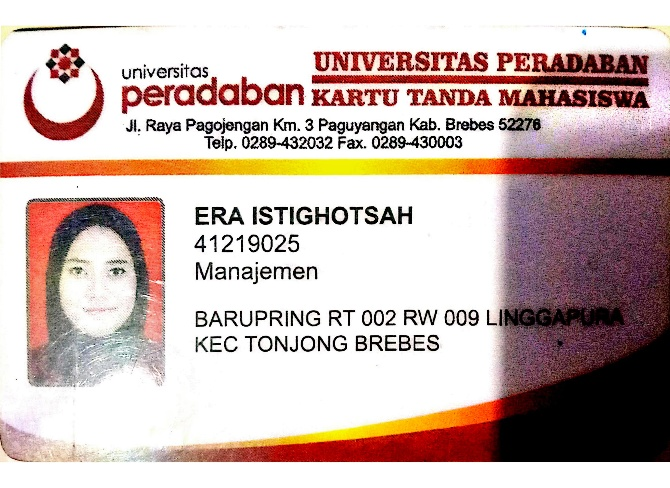 universitas
peradaban
UNIVERSITAS PERADABAN
KARTU TANDA MAHASISWA
Jl. Raya Pagojengan Km. 3 Paguyangan Kab. Brebes 52276
Telp. 0289-432032 Fax. 0289-430003
ERA ISTIGHOTSAH
41219025
Manajemen
BARUPRING RT 002 RW 009 LINGGAPURA
KEC TONJONG BREBES